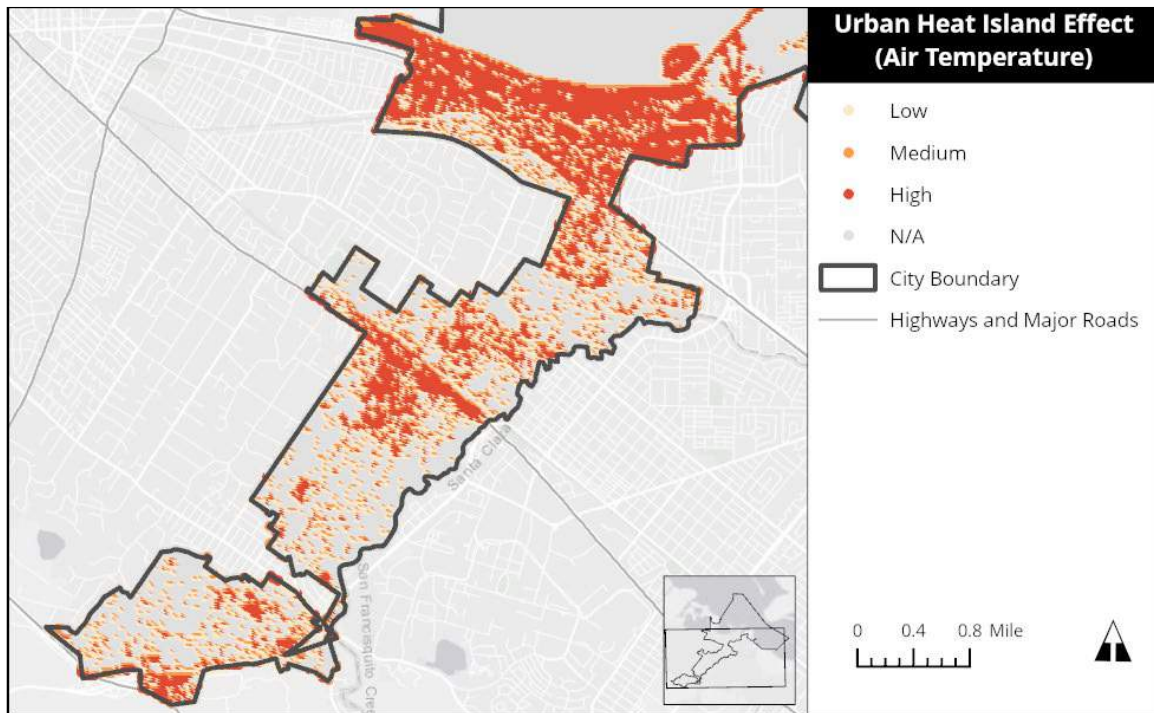 Urban Heat Island Effect
(Air Temperature)
Low
Medium
High
N/A
City Boundary
Highways and Major Roads
Santa Clara
San Francisquito Cre
0 0.4 0.8 Mile